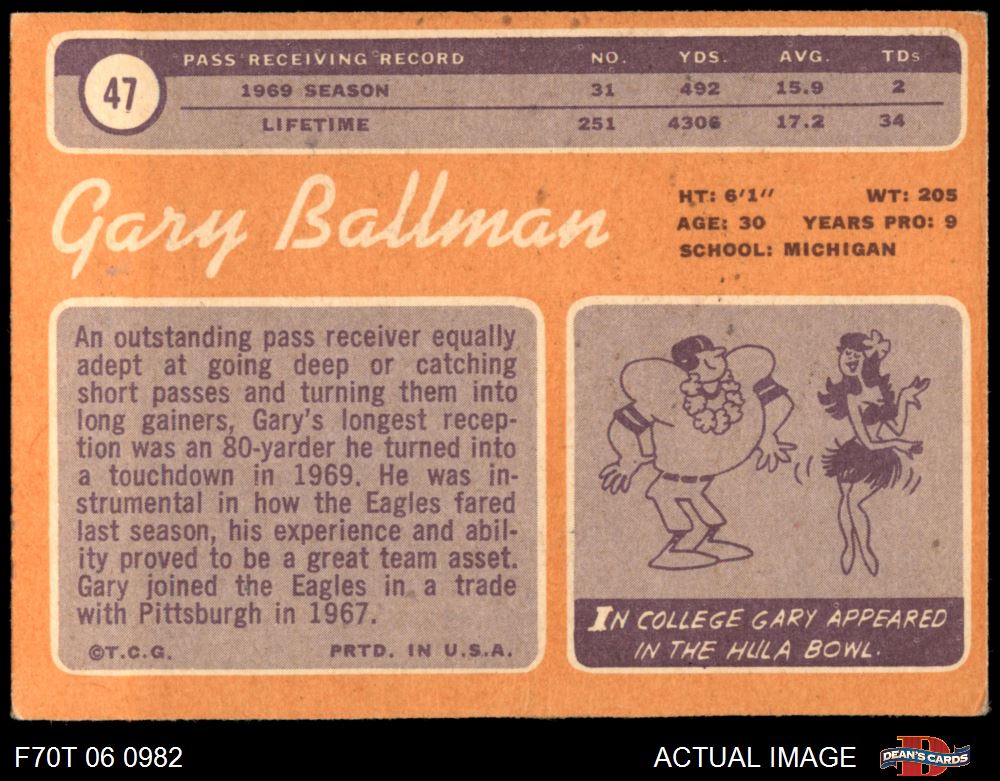 47
PASS RECEIVING RECORD NO. YDS. AVG. TDs
1969 SEASON 31 492 15.9 2
LIFETIME 251 4306 17.2 34
Gary Ballman
HT: 6'1" WT: 205
AGE: 30 YEARS PRO: 9
SCHOOL: MICHIGAN
An outstanding pass receiver equally
adept at going deep or catching
short passes and turning them into
long gainers, Gary's longest recep-
tion was an 80-yarder he turned into
a touchdown in 1969. He was in-
strumental in how the Eagles fared
last season, his experience and abil-
ity proved to be a great team asset.
Gary joined the Eagles in a trade
with Pittsburgh in 1967.
©T.C.G. PRTD. IN U.S.A.
IN COLLEGE GARY APPEARED
IN THE HULA BOWL.
F70T 06 0982 ACTUAL IMAGE D DEAN'S CARDS